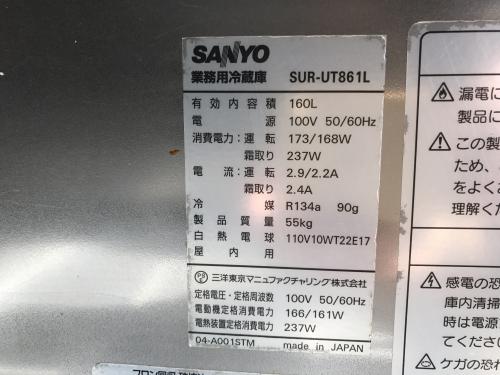 SANYO
業務用冷蔵庫 SUR-UT861L
有効内容積 160L
電源 100V 50/60Hz
消費電力:運転 173/168W
霜取り 237W
電流:運転 2.9/2.2A
霜取り 2.4A
冷媒 R134a 90g
製品質量 55kg
白熱電球 110V10WT22E17
屋内用
三洋東京マニュファクチャリング株式会社
定格電圧・定格周波数 100V 50/60Hz
電動機定格消費電力 166/161W
電熱装置定格消費電力 237W
04-A001STM made in JAPAN
漏電に
製品に
この製
ため、
をよくお
理解くだ
感電の恐
庫内清掃
時は電源
てくださ
ケガの恐れ